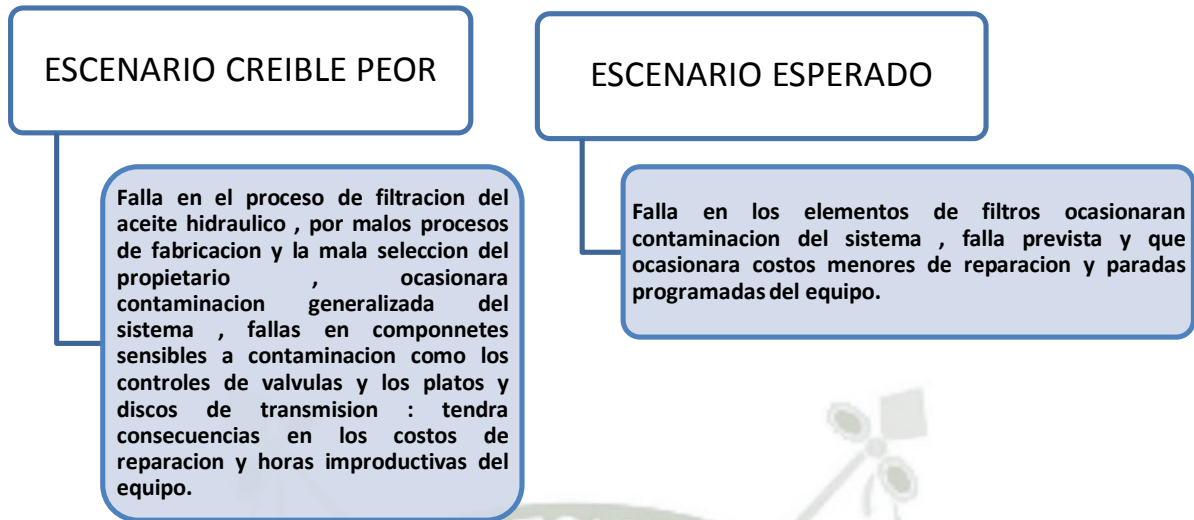 ESCENARIO CREIBLE PEOR
Falla en el proceso de filtracion del
aceite hidraulico , por malos procesos
de fabricacion y la mala seleccion del
propietario , ocasionara
contaminacion generalizada del
sistema , fallas en componnetes
sensibles a contaminacion como los
controles de valvulas y los platos y
discos de transmision : tendra
consecuencias en los costos de
reparacion y horas improductivas del
equipo.
ESCENARIO ESPERADO
Falla en los elementos de filtros ocasionaran
contaminacion del sistema , falla prevista y que
ocasionara costos menores de reparacion y paradas
programadas del equipo.